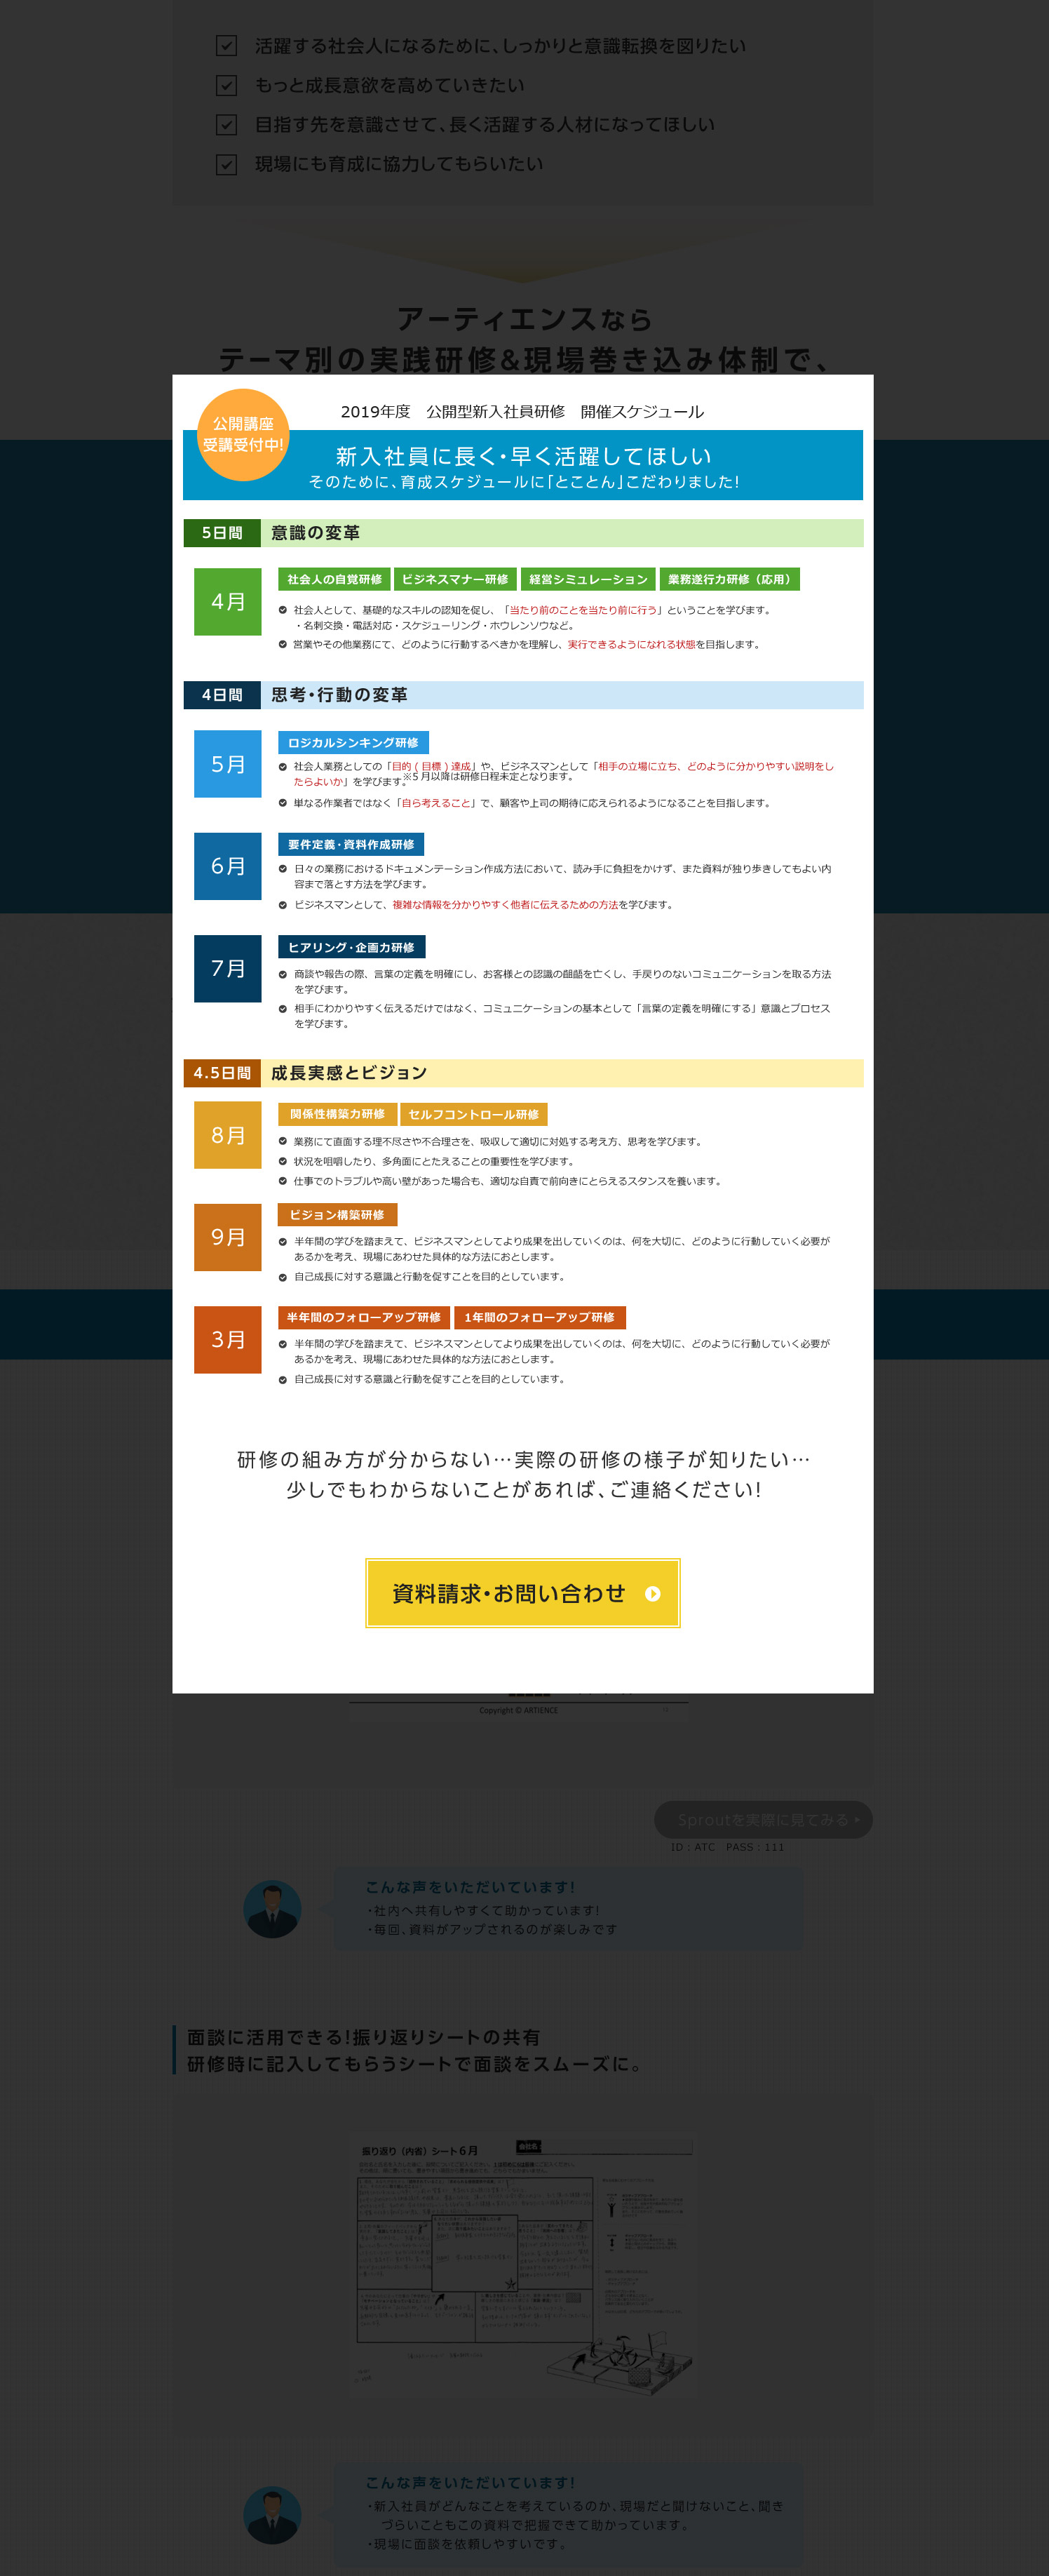 活躍する社会人になるために、しっかりと意識転換を図りたい
もっと成長意欲を高めていきたい
目指す先を意識させて、長く活躍する人材になってほしい
現場にも育成に協力してもらいたい
アーティエンスなら
テーマ別の実践研修&現場巻き込み体制で、
公開講座
受講受付中!
2019年度　公開型新入社員研修　開催スケジュール
新入社員に長く・早く活躍してほしい
そのために、育成スケジュールに「とことん」こだわりました!
5日間 意識の変革
4月
社会人の自覚研修 ビジネスマナー研修 経営シミュレーション 業務遂行力研修（応用）
社会人として、基礎的なスキルの認知を促し、「当たり前のことを当たり前に行う」ということを学びます。
・名刺交換・電話対応・スケジューリング・ホウレンソウなど。
営業やその他業務にて、どのように行動するべきかを理解し、実行できるようになれる状態を目指します。
4日間 思考・行動の変革
5月
ロジカルシンキング研修
社会人業務としての「目的(目標)達成」や、ビジネスマンとして「相手の立場に立ち、どのように分かりやすい説明をし
たらよいか」を学びます。※5月以降は研修日程未定となります。
単なる作業者ではなく「自ら考えること」で、顧客や上司の期待に応えられるようになることを目指します。
6月
要件定義・資料作成研修
日々の業務におけるドキュメンテーション作成方法において、読み手に負担をかけず、また資料が独り歩きしてもよい内
容まで落とす方法を学びます。
ビジネスマンとして、複雑な情報を分かりやすく他者に伝えるための方法を学びます。
7月
ヒアリング・企画力研修
商談や報告の際、言葉の定義を明確にし、お客様との認識の齟齬を亡くし、手戻りのないコミュニケーションを取る方法
を学びます。
相手にわかりやすく伝えるだけではなく、コミュニケーションの基本として「言葉の定義を明確にする」意識とプロセス
を学びます。
4.5日間 成長実感とビジョン
8月
関係性構築力研修 セルフコントロール研修
業務にて直面する理不尽さや不合理さを、吸収して適切に対処する考え方、思考を学びます。
状況を咀嚼したり、多角面にとたえることの重要性を学びます。
仕事でのトラブルや高い壁があった場合も、適切な自責で前向きにとらえるスタンスを養います。
9月
ビジョン構築研修
半年間の学びを踏まえて、ビジネスマンとしてより成果を出していくのは、何を大切に、どのように行動していく必要が
あるかを考え、現場にあわせた具体的な方法におとします。
自己成長に対する意識と行動を促すことを目的としています。
3月
半年間のフォローアップ研修 1年間のフォローアップ研修
半年間の学びを踏まえて、ビジネスマンとしてより成果を出していくのは、何を大切に、どのように行動していく必要が
あるかを考え、現場にあわせた具体的な方法におとします。
自己成長に対する意識と行動を促すことを目的としています。
研修の組み方が分からない…実際の研修の様子が知りたい…
少しでもわからないことがあれば、ご連絡ください!
資料請求・お問い合わせ
Copyright © ARTIENCE
Sproutを実際に見てみる
ID：ATC　PASS：111
こんな声をいただいています!
・社内へ共有しやすくて助かっています!
・毎回、資料がアップされるのが楽しみです
面談に活用できる!振り返りシートの共有
研修時に記入してもらうシートで面談をスムーズに。
振り返り（内省）シート6月
会社名
こんな声をいただいています!
・新入社員がどんなことを考えているのか、現場だと聞けないこと、聞き
づらいこともこの資料で把握できて助かっています。
・現場に面談を依頼しやすいです。